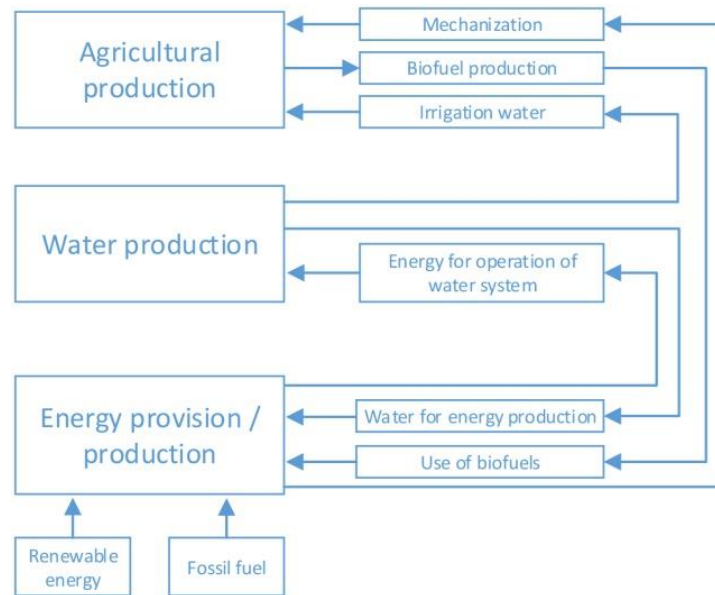 Mechanization
Agricultural
production
Biofuel production
Irrigation water
Water production
Energy for operation of
water system
Energy provision /
production
Water for energy production
Use of biofuels
Renewable
energy
Fossil fuel